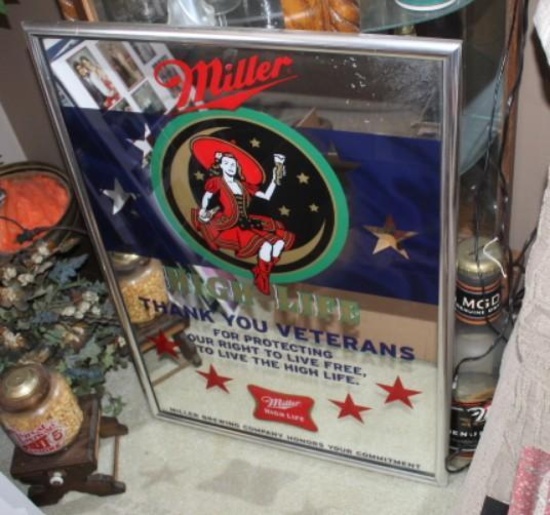 Miller
HIGH LIFE
THANK YOU VETERANS
FOR PROTECTING
OUR RIGHT TO LIVE FREE,
TO LIVE THE HIGH LIFE.
Miller
HIGH LIFE
MILLER BREWING COMPANY HONORS YOUR COMMITMENT
MGD